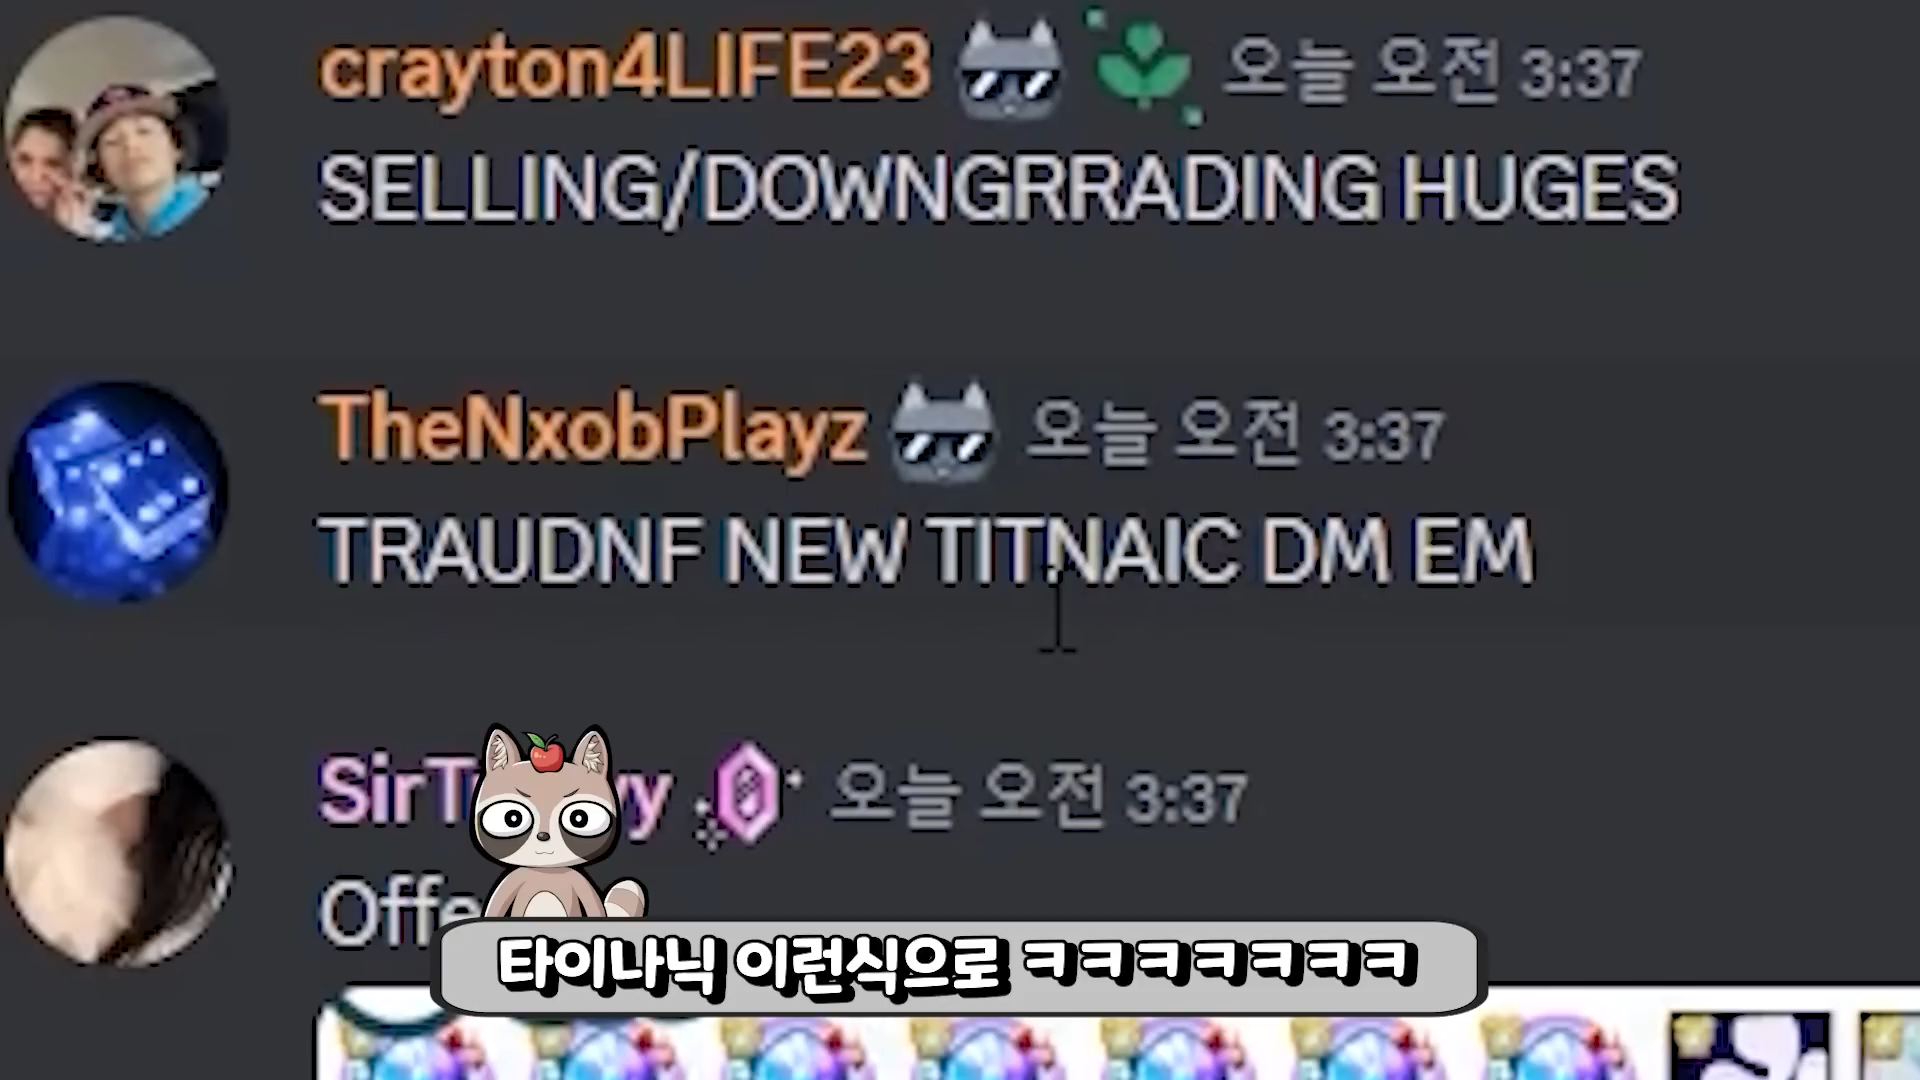 crayton4LIFE23 오늘 오전 3:37
SELLING/DOWNGRRADING HUGES
TheNxobPlayz 오늘 오전 3:37
TRAUDNF NEW TITNAIC DM EM
오늘 오전 3:37
타이나닉 이런식으로 ㅋㅋㅋㅋㅋㅋㅋ